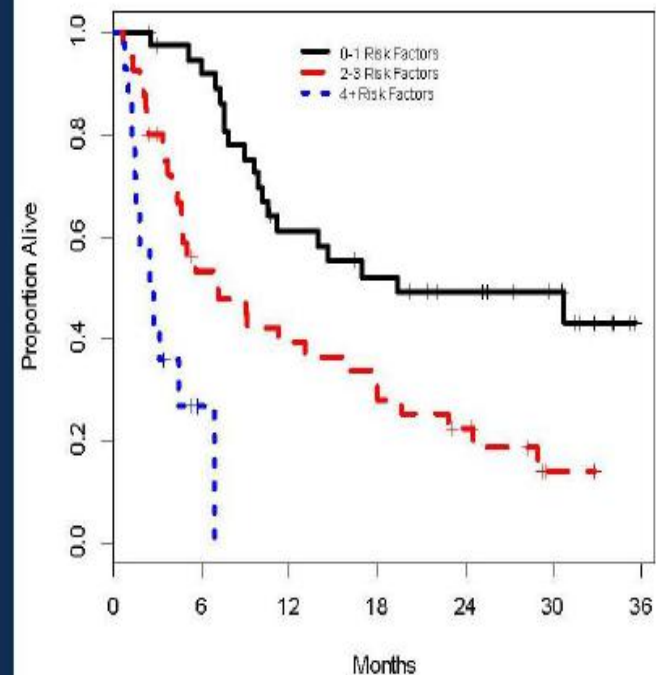 1.0
0.8
0.6
0.4
0.2
0.0
Proportion Alive
0-1 Risk Factors
2-3 Risk Factors
4+ Risk Factors
0 6 12 18 24 30 36
Months